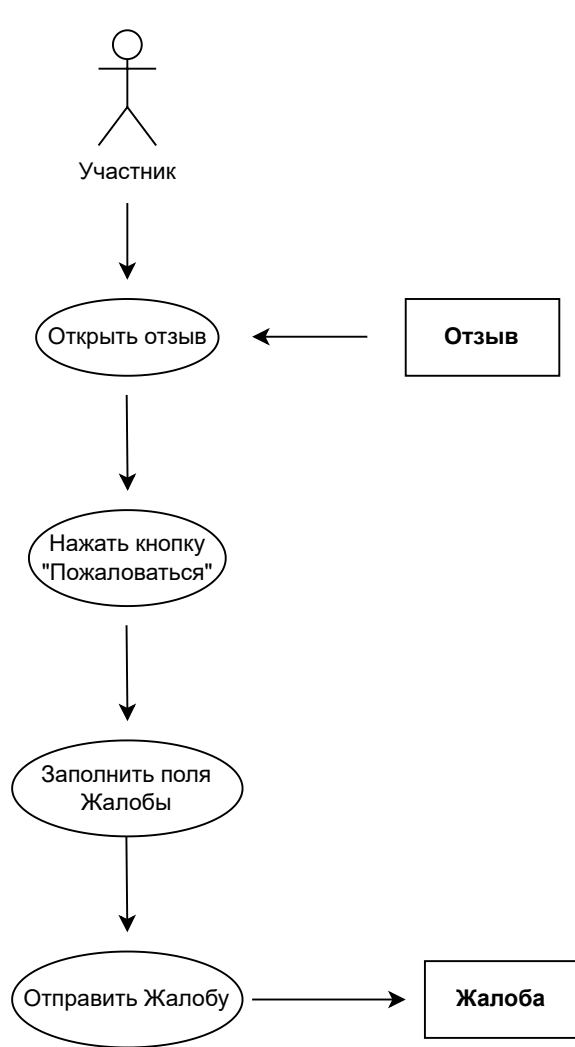 Участник
Открыть отзыв
Отзыв
Нажать кнопку
"Пожаловаться"
Заполнить поля
Жалобы
Отправить Жалобу
Жалоба